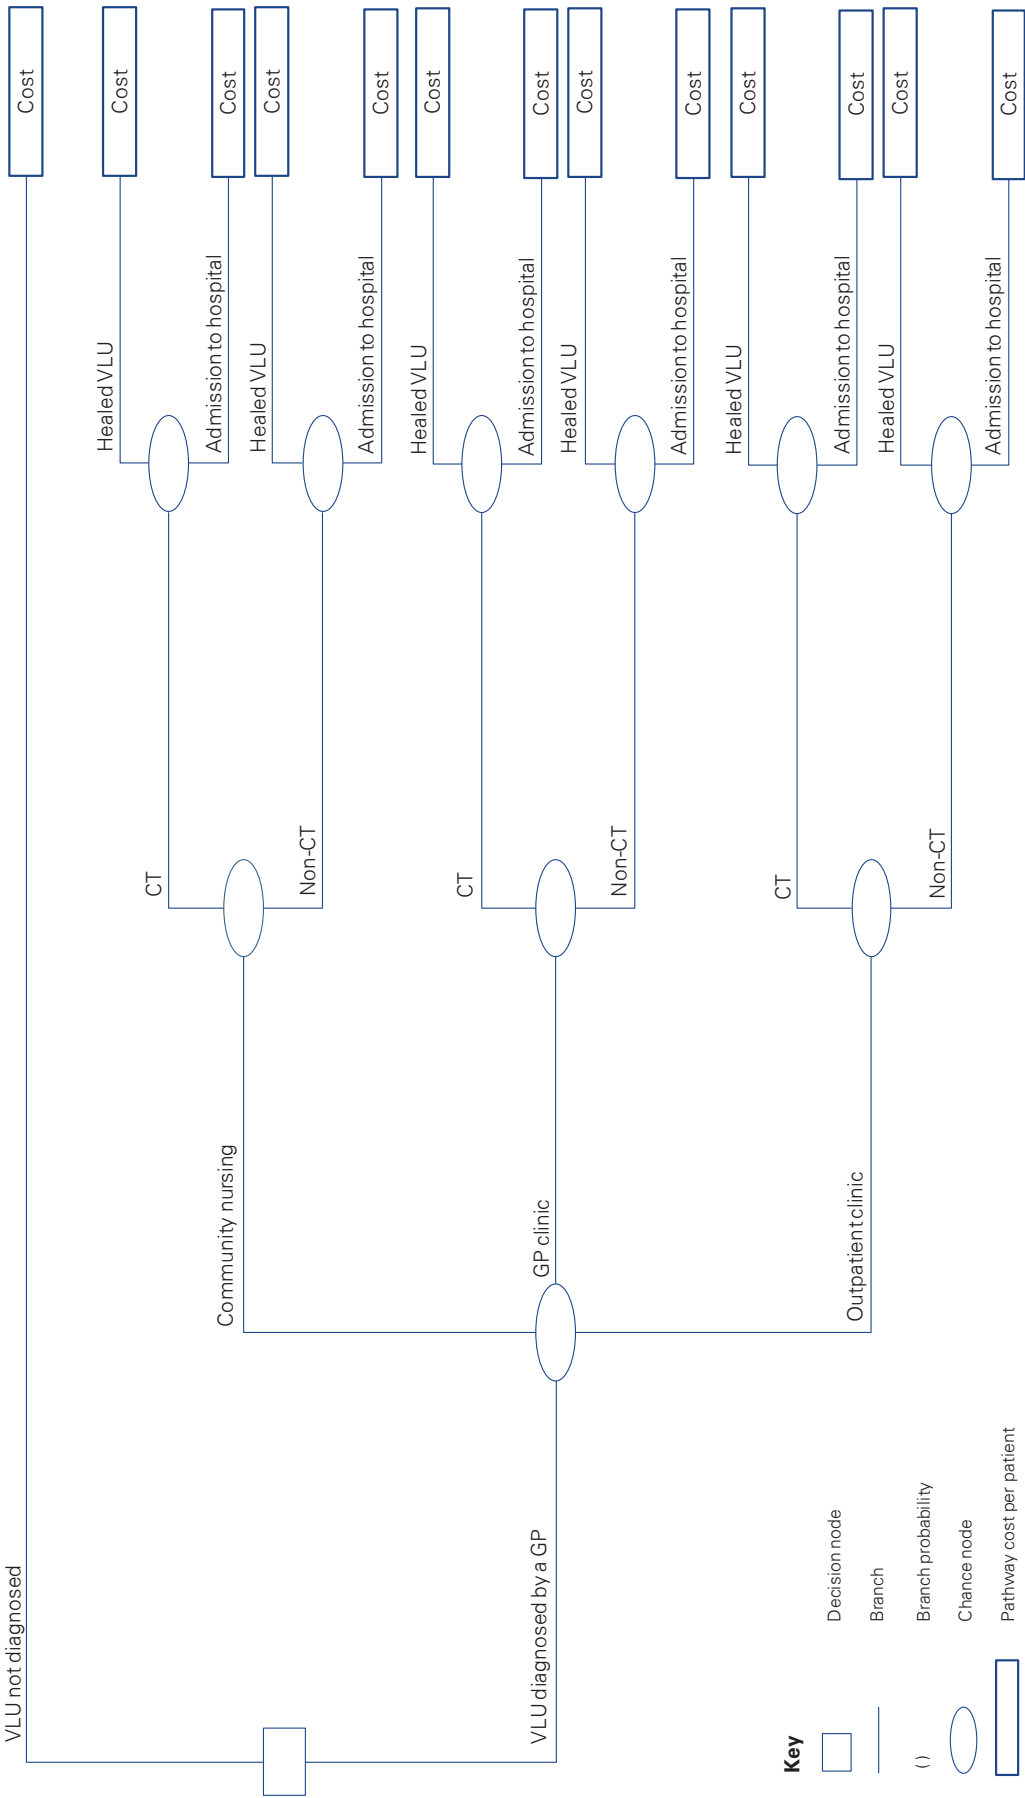 VLU not diagnosed
Cost
Community nursing
CT
Healed VLU
Cost
Admission to hospital
Cost
Non-CT
Healed VLU
Cost
Admission to hospital
Cost
VLU diagnosed by a GP
GP clinic
CT
Healed VLU
Cost
Admission to hospital
Cost
Non-CT
Healed VLU
Cost
Admission to hospital
Cost
Outpatient clinic
CT
Healed VLU
Cost
Admission to hospital
Cost
Non-CT
Healed VLU
Cost
Admission to hospital
Cost
Key
Decision node
Branch
( ) Branch probability
Chance node
Pathway cost per patient